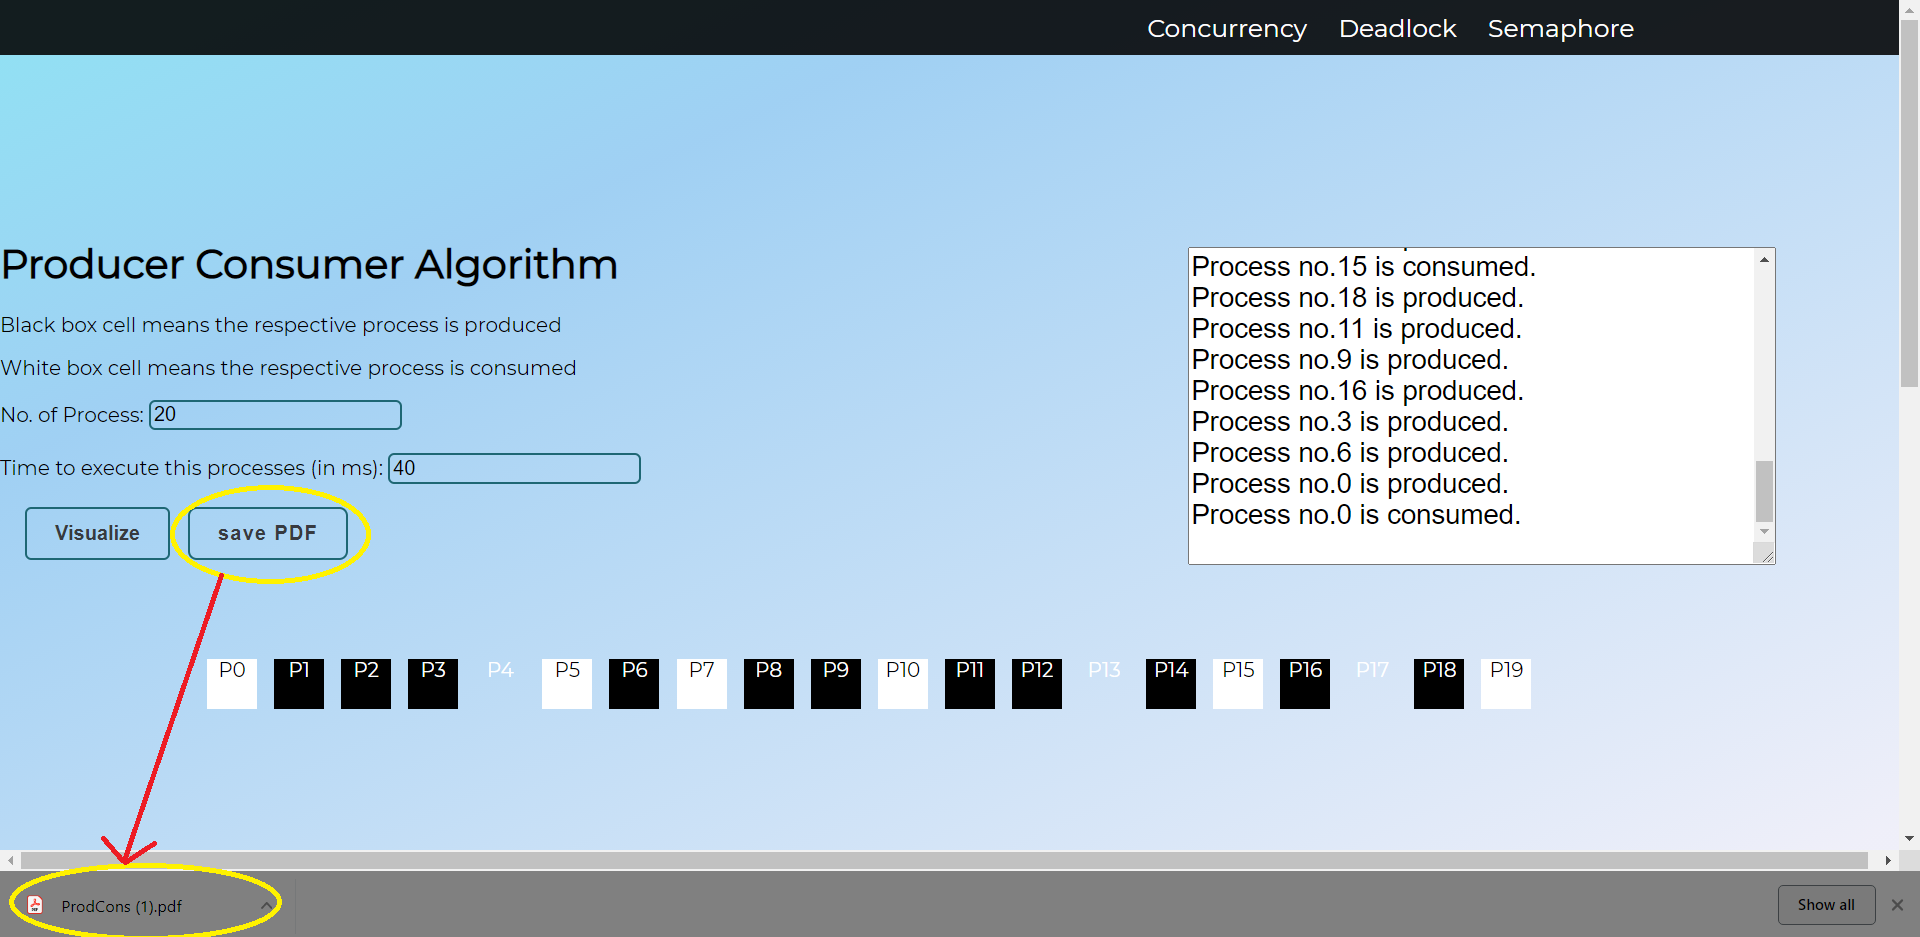 Concurrency Deadlock Semaphore
Producer Consumer Algorithm
Black box cell means the respective process is produced
White box cell means the respective process is consumed
No. of Process: 20
Time to execute this processes (in ms): 40
Visualize save PDF
Process no.15 is consumed.
Process no.18 is produced.
Process no.11 is produced.
Process no.9 is produced.
Process no.16 is produced.
Process no.3 is produced.
Process no.6 is produced.
Process no.0 is produced.
Process no.0 is consumed.
P0 P1 P2 P3 P4 P5 P6 P7 P8 P9 P10 P11 P12 P13 P14 P15 P16 P17 P18 P19
ProdCons (1).pdf Show all